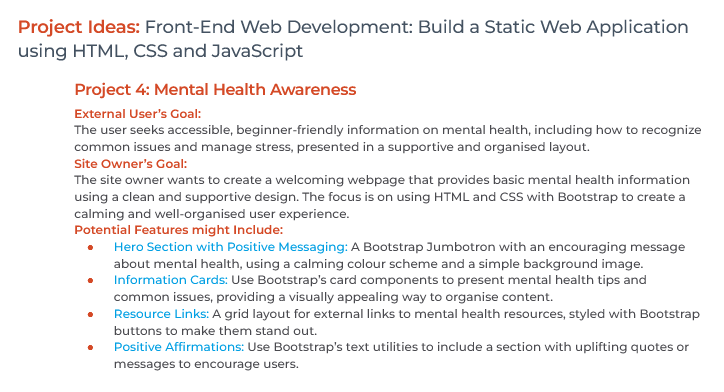 Project Ideas: Front-End Web Development: Build a Static Web Application
using HTML, CSS and JavaScript
Project 4: Mental Health Awareness
External User's Goal:
The user seeks accessible, beginner-friendly information on mental health, including how to recognize
common issues and manage stress, presented in a supportive and organised layout.
Site Owner's Goal:
The site owner wants to create a welcoming webpage that provides basic mental health information
using a clean and supportive design. The focus is on using HTML and CSS with Bootstrap to create a
calming and well-organised user experience.
Potential Features might Include:
● Hero Section with Positive Messaging: A Bootstrap Jumbotron with an encouraging message
about mental health, using a calming colour scheme and a simple background image.
● Information Cards: Use Bootstrap's card components to present mental health tips and
common issues, providing a visually appealing way to organise content.
● Resource Links: A grid layout for external links to mental health resources, styled with Bootstrap
buttons to make them stand out.
● Positive Affirmations: Use Bootstrap's text utilities to include a section with uplifting quotes or
messages to encourage users.